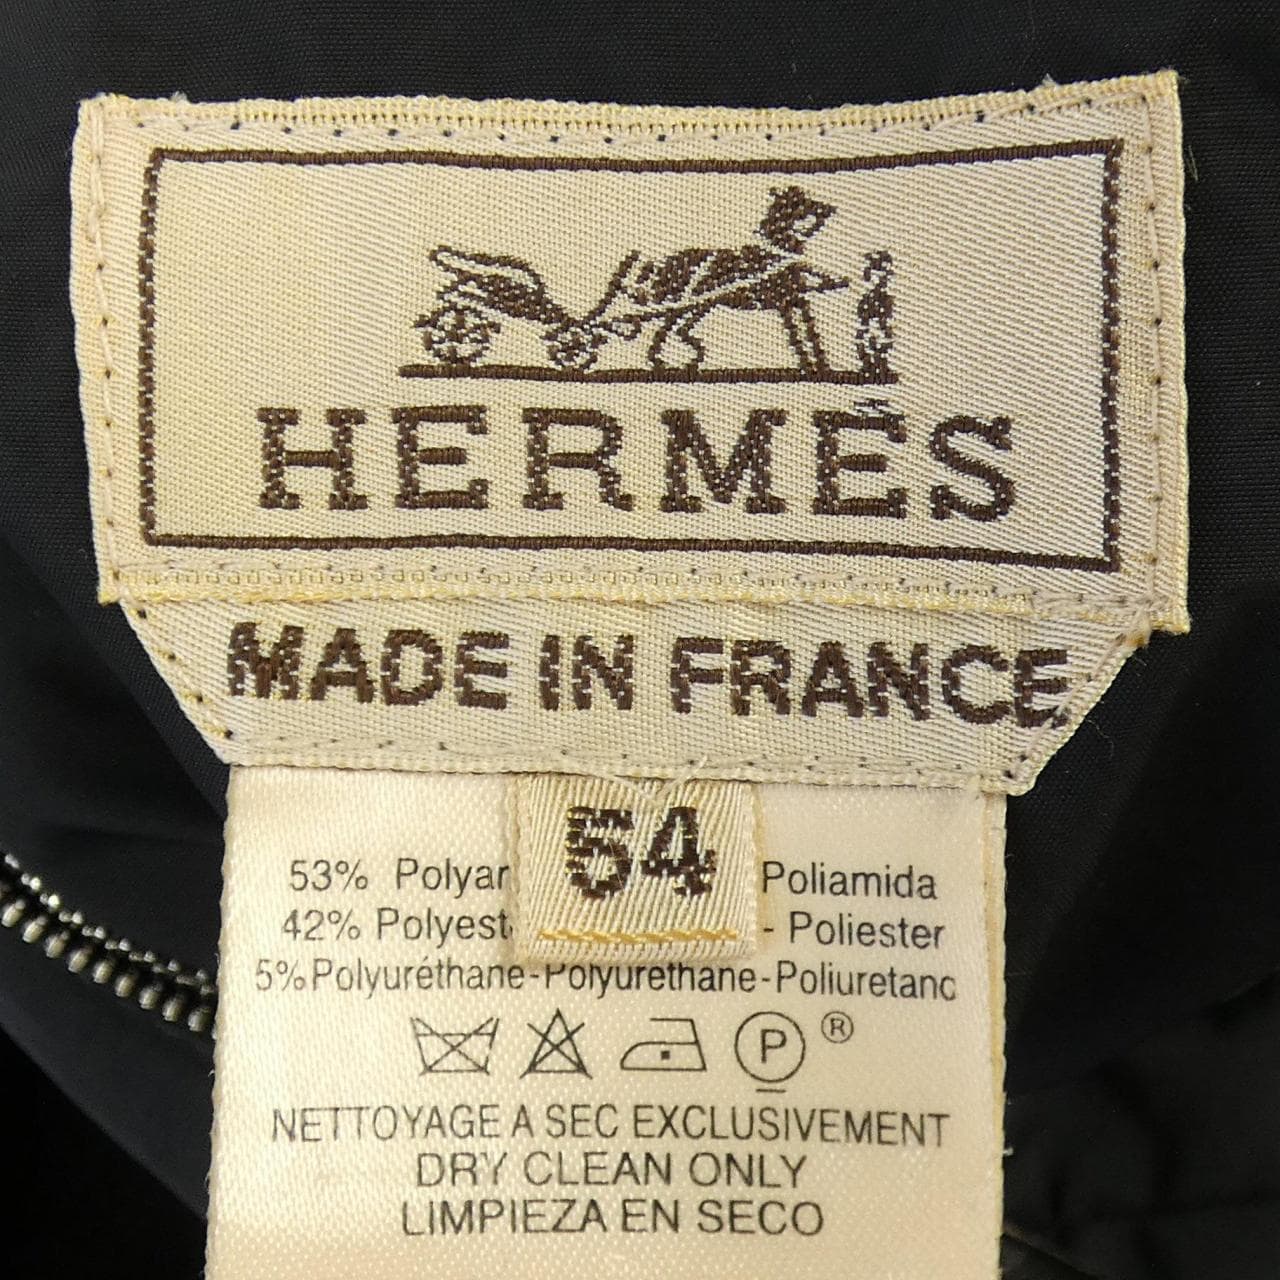 HERMÈS
MADE IN FRANCE
54
53% Polyar Poliamida
42% Polyest - Poliester
5% Polyuréthane-Polyurethane-Poliuretano
P ®
NETTOYAGE A SEC EXCLUSIVEMENT
DRY CLEAN ONLY
LIMPIEZA EN SECO